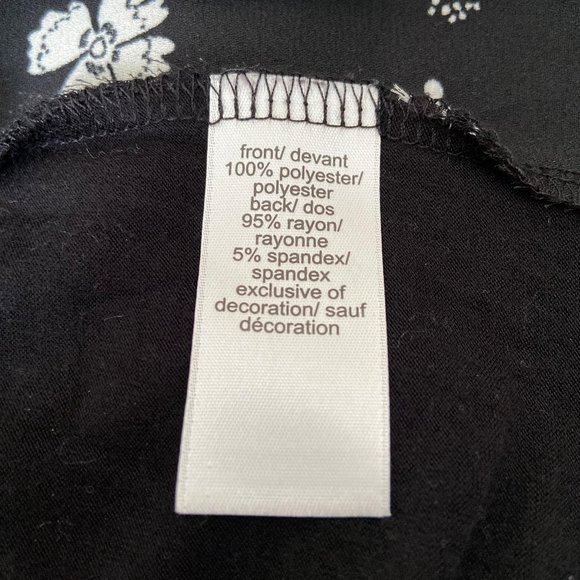 front/ devant
100% polyester/
polyester
back/ dos
95% rayon/
rayonne
5% spandex/
spandex
exclusive of
decoration/ sauf
décoration